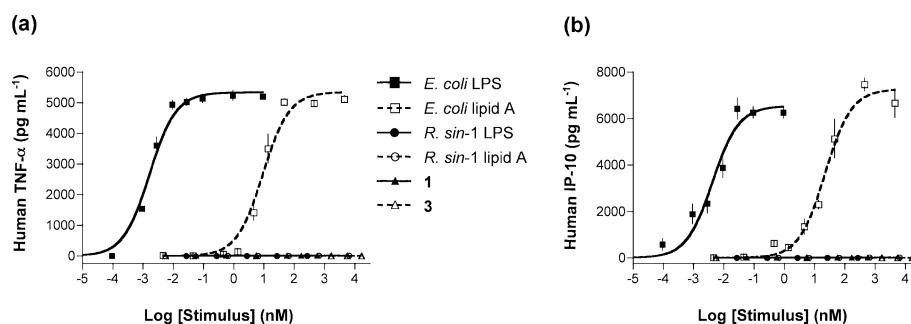 (a)
Human TNF-α (pg mL⁻¹)
6000
5000
4000
3000
2000
1000
0
-5 -4 -3 -2 -1 0 1 2 3 4
Log [Stimulus] (nM)
E. coli LPS
E. coli lipid A
R. sin-1 LPS
R. sin-1 lipid A
1
3
(b)
Human IP-10 (pg mL⁻¹)
8000
6000
4000
2000
0
-5 -4 -3 -2 -1 0 1 2 3 4
Log [Stimulus] (nM)